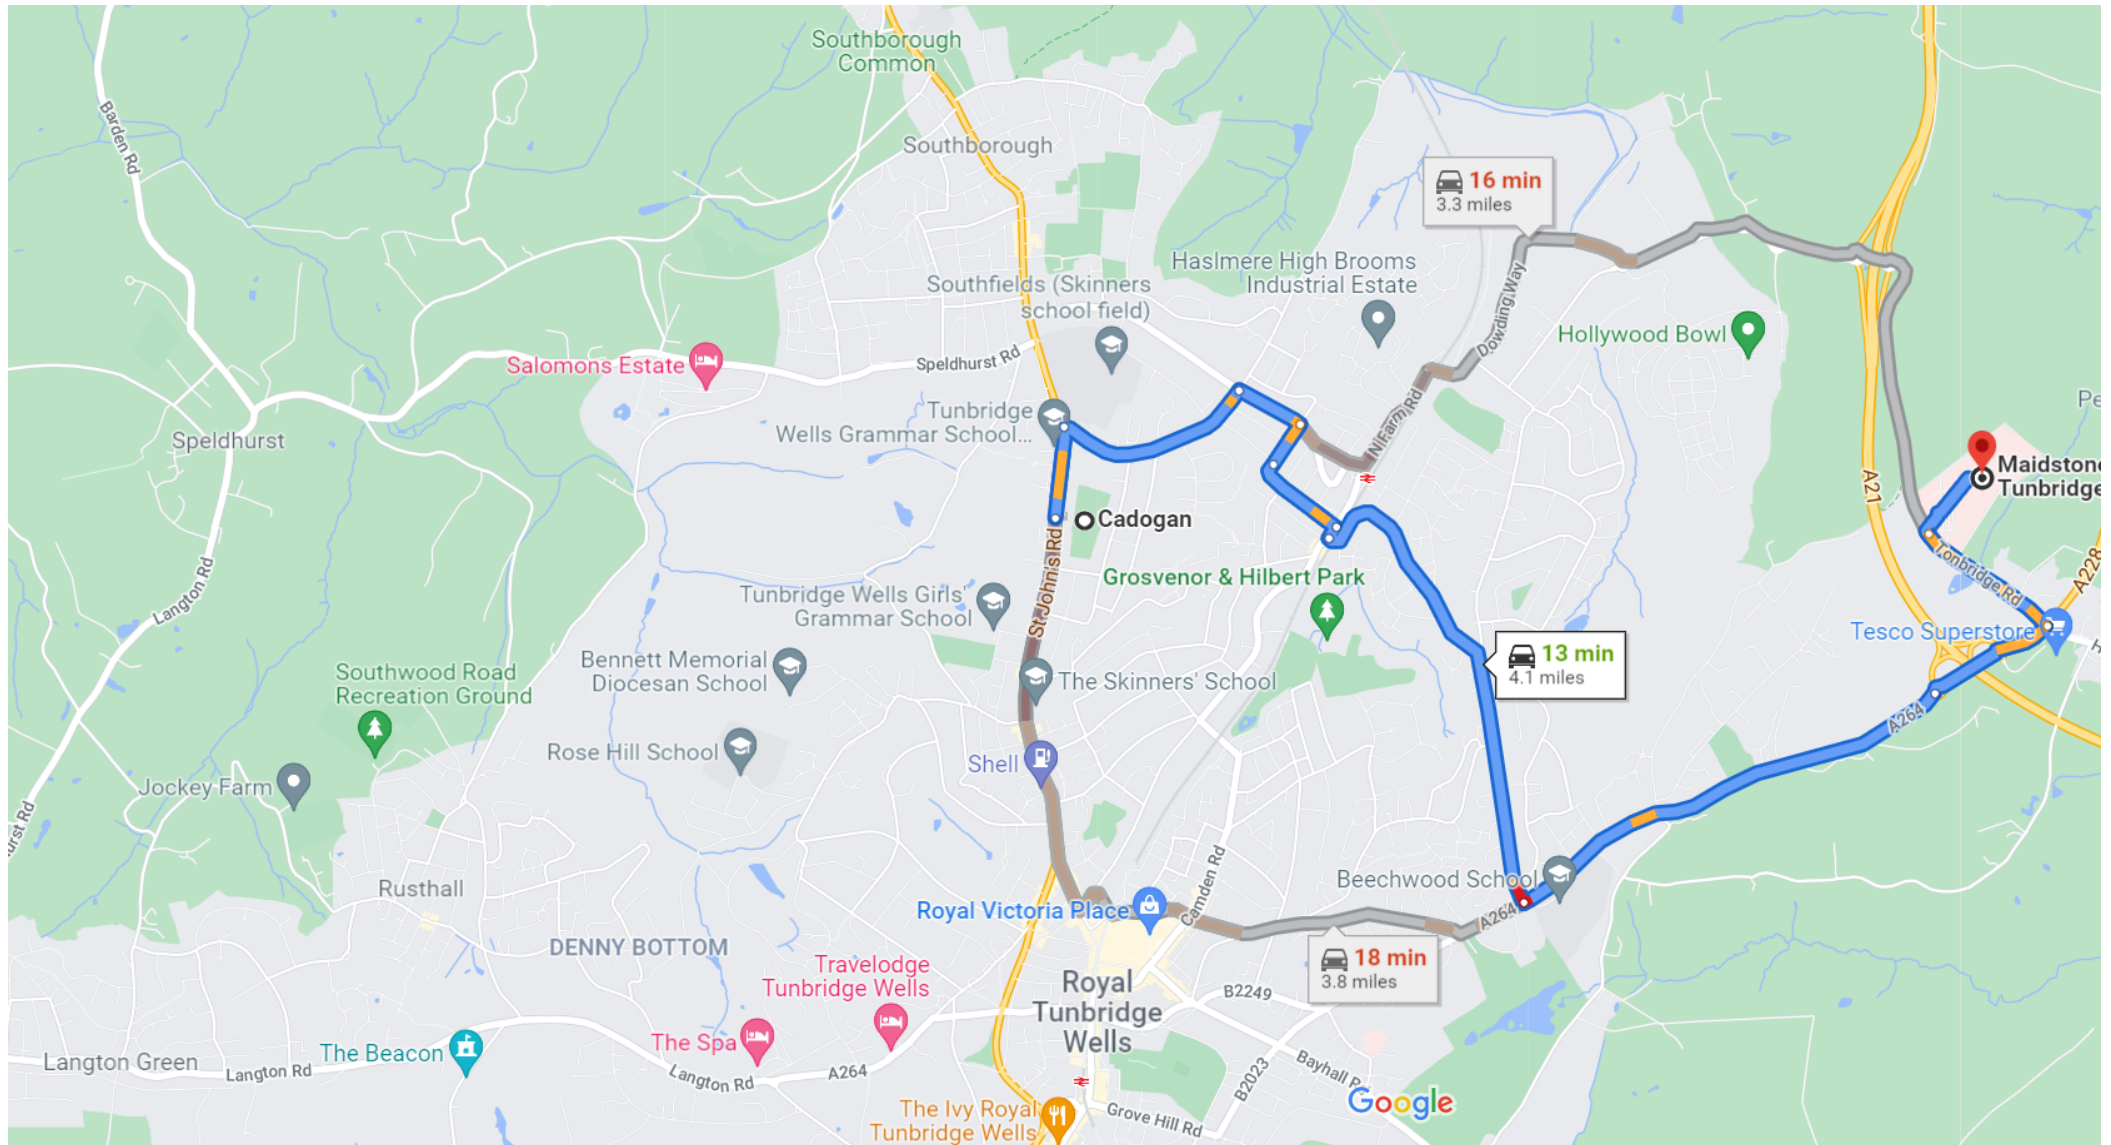 Southborough
Common
Barden Rd
Southborough
16 min
3.3 miles
Haslmere High Brooms
Industrial Estate
Southfields (Skinners
school field)
Dowding Way
Hollywood Bowl
Speldhurst Rd
Salomons Estate
Tunbridge
Wells Grammar School...
N Farm Rd
Pe
Speldhurst
A21
Maidstone
Tunbridge
Cadogan
St John's Rd
Tonbridge Rd
A228
Langton Rd
Grosvenor & Hilbert Park
Tunbridge Wells Girls'
Grammar School
Tesco Superstore
H
13 min
4.1 miles
Bennett Memorial
Diocesan School
The Skinners' School
Southwood Road
Recreation Ground
A264
Rose Hill School
Shell
Jockey Farm
urst Rd
Camden Rd
Beechwood School
Rusthall
Royal Victoria Place
A264
DENNY BOTTOM
18 min
3.8 miles
Travelodge
Tunbridge Wells
Royal
Tunbridge
Wells
B2249
The Spa
The Beacon
Langton Green
Langton Rd
Langton Rd
A264
B2023
Bayhall R
Google
The Ivy Royal
Tunbridge Wells
Grove Hill Rd